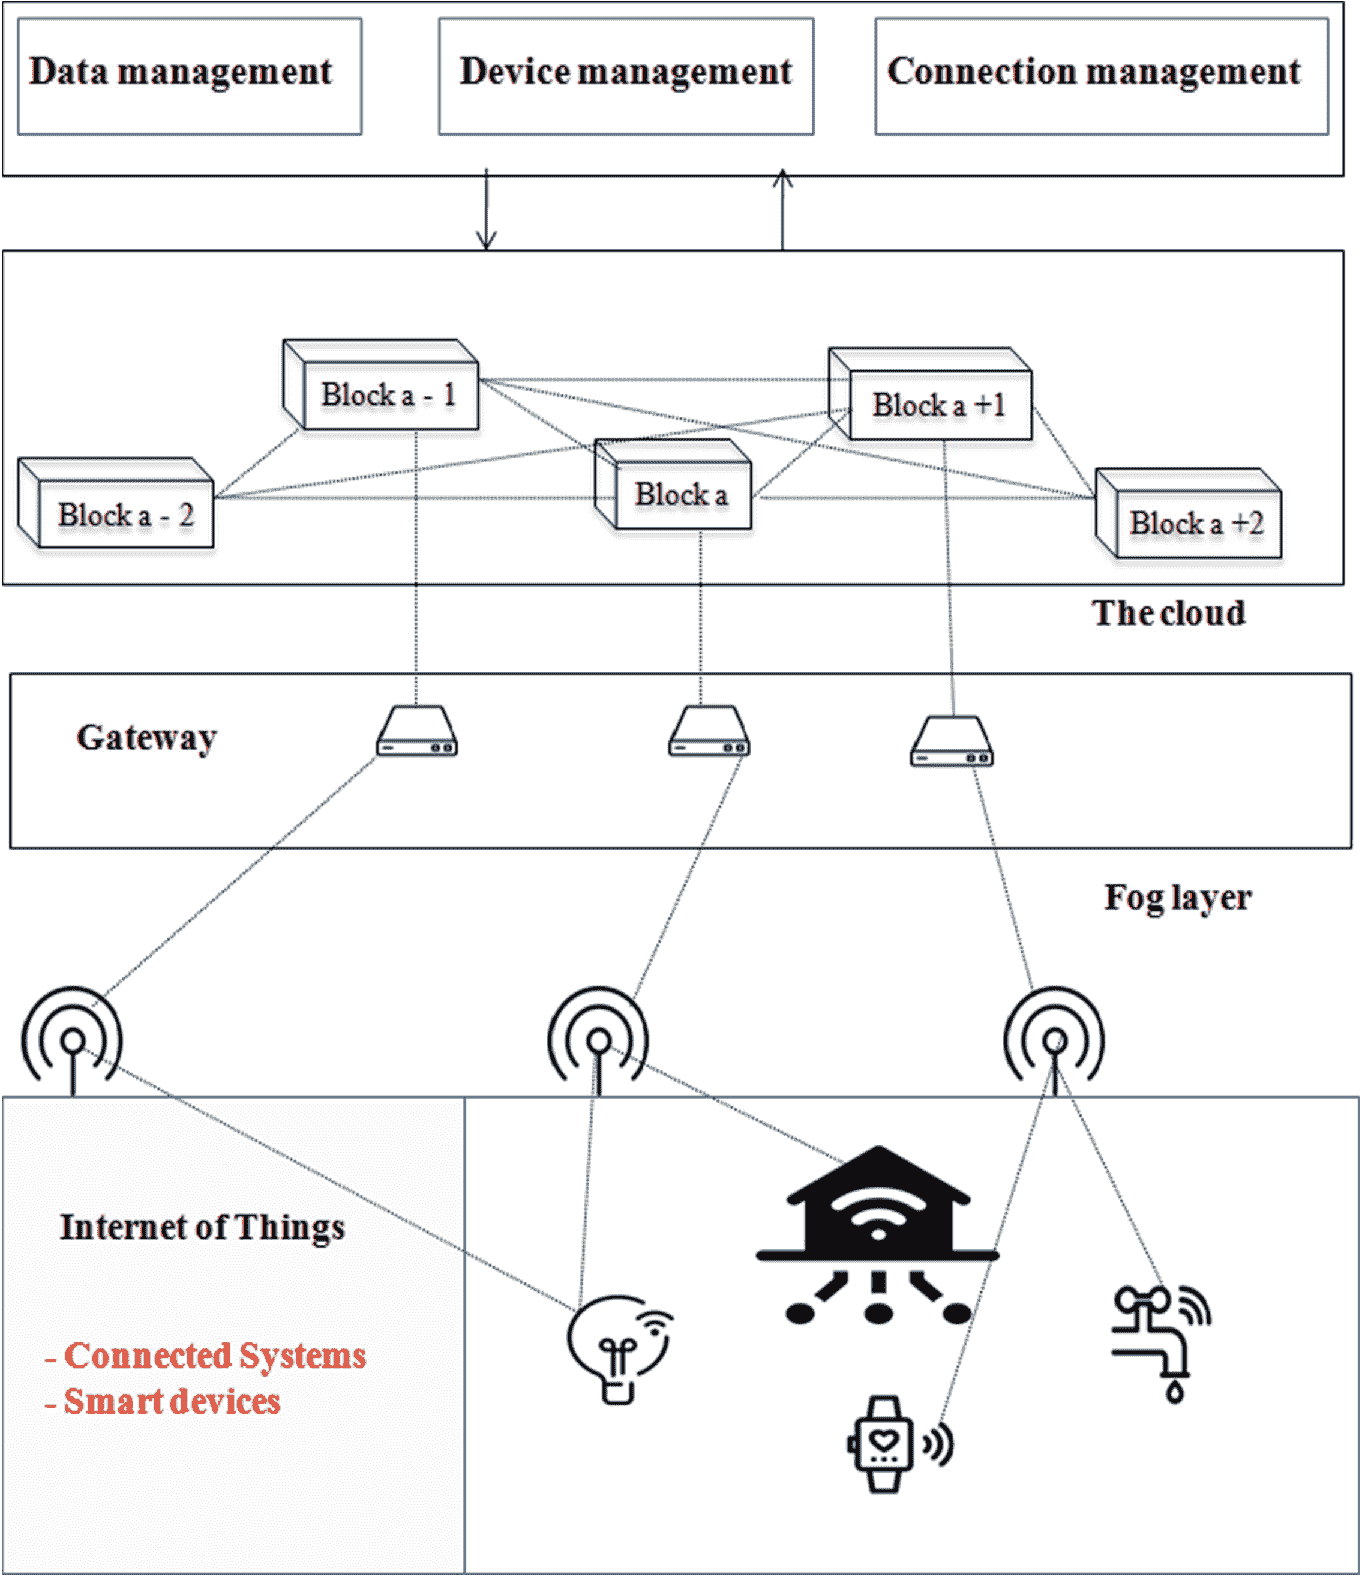 Data management
Device management
Connection management
Block a - 1
Block a +1
Block a - 2
Block a
Block a +2
The cloud
Gateway
Fog layer
Internet of Things
- Connected Systems
- Smart devices